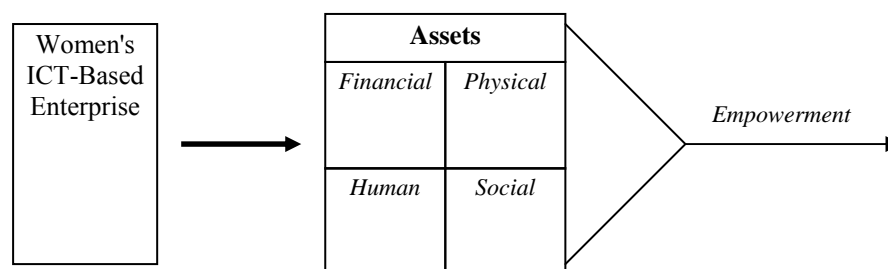 Women's
ICT-Based
Enterprise
Assets
Financial Physical
Human Social
Empowerment